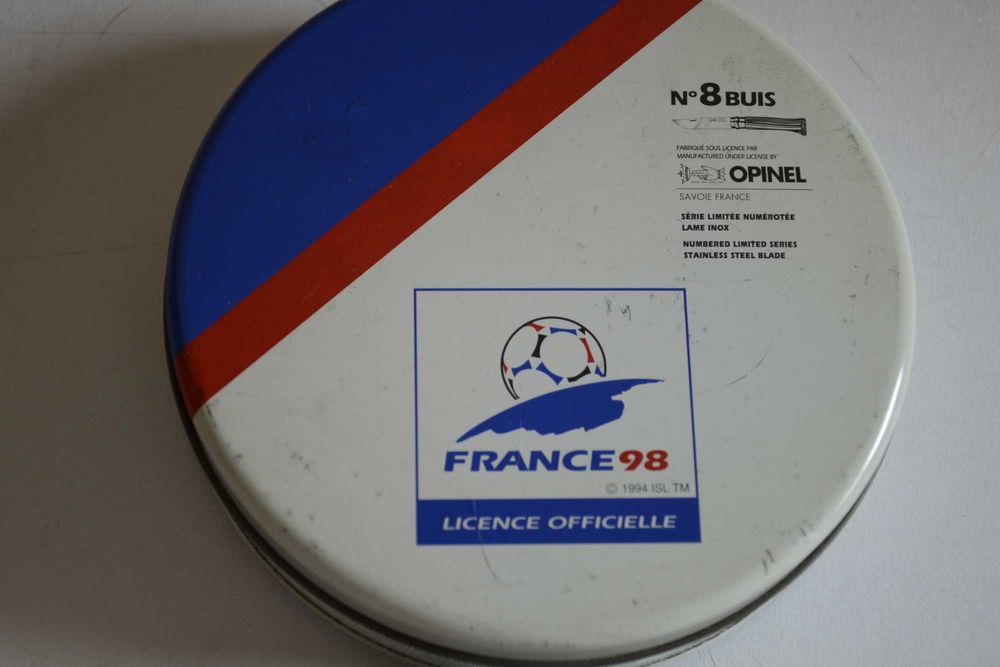 N° 8 BUIS
FABRIQUÉ SOUS LICENCE PAR
MANUFACTURED UNDER LICENSE BY
OPINEL
SAVOIE FRANCE
SÉRIE LIMITÉE NUMÉROTÉE
LAME INOX
NUMBERED LIMITED SERIES
STAINLESS STEEL BLADE
FRANCE 98
© 1994 ISL TM
LICENCE OFFICIELLE